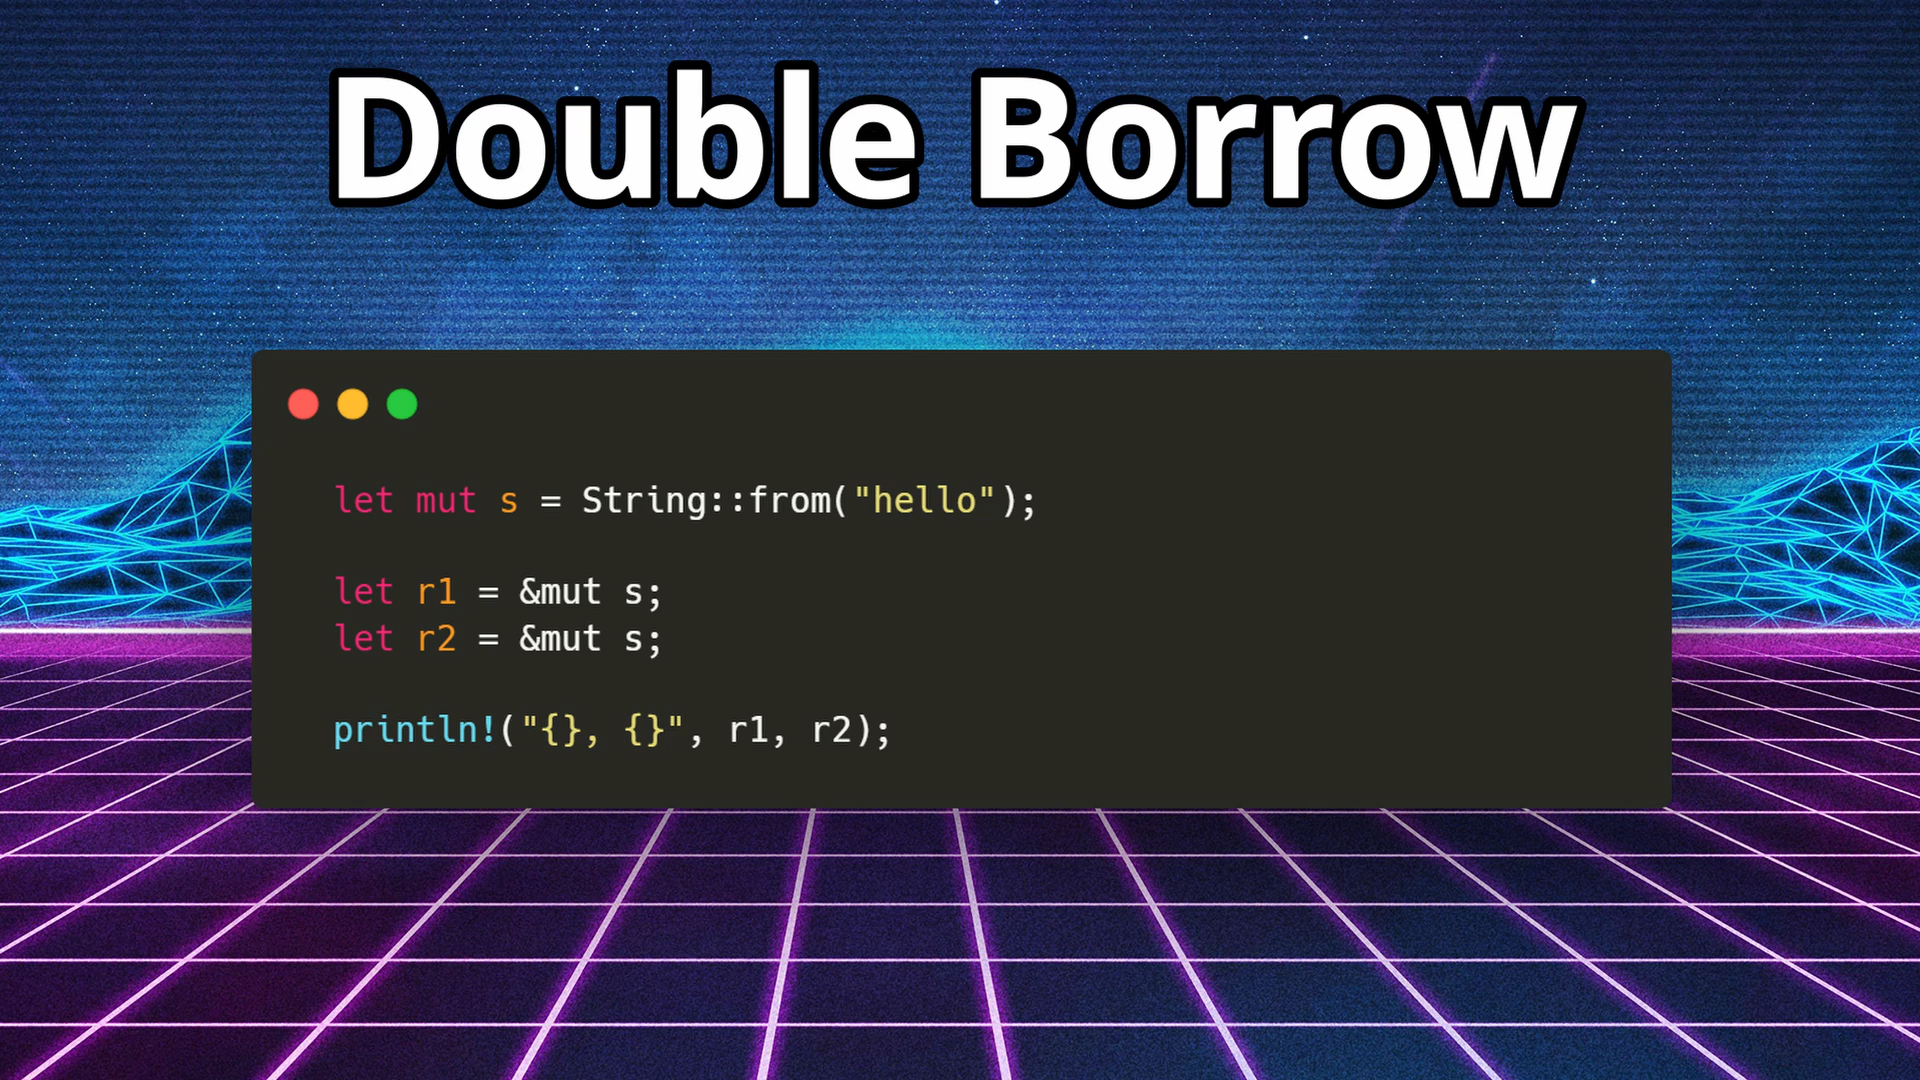 Double Borrow
let mut s = String::from("hello");
let r1 = &mut s;
let r2 = &mut s;
println!("{}, {}", r1, r2);